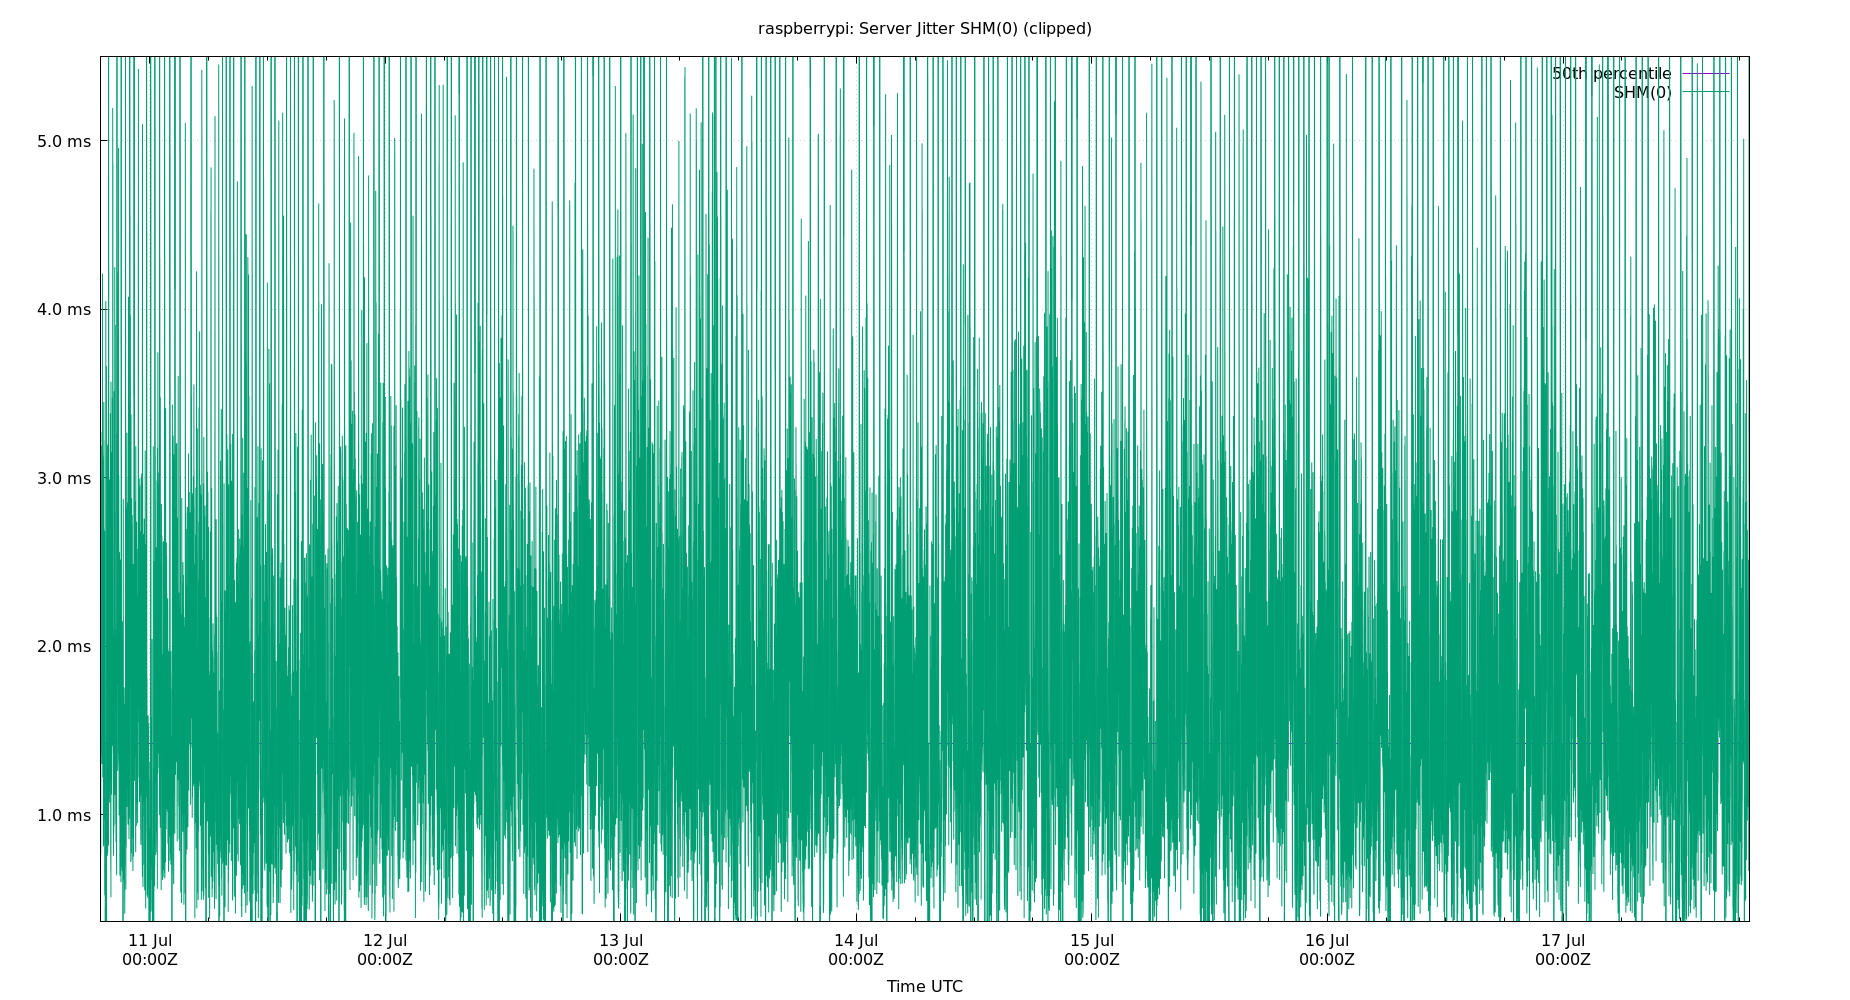 raspberrypi: Server Jitter SHM(0) (clipped)
50th percentile
SHM(0)
5.0 ms
4.0 ms
3.0 ms
2.0 ms
1.0 ms
11 Jul 12 Jul 13 Jul 14 Jul 15 Jul 16 Jul 17 Jul
00:00Z 00:00Z 00:00Z 00:00Z 00:00Z 00:00Z 00:00Z
Time UTC